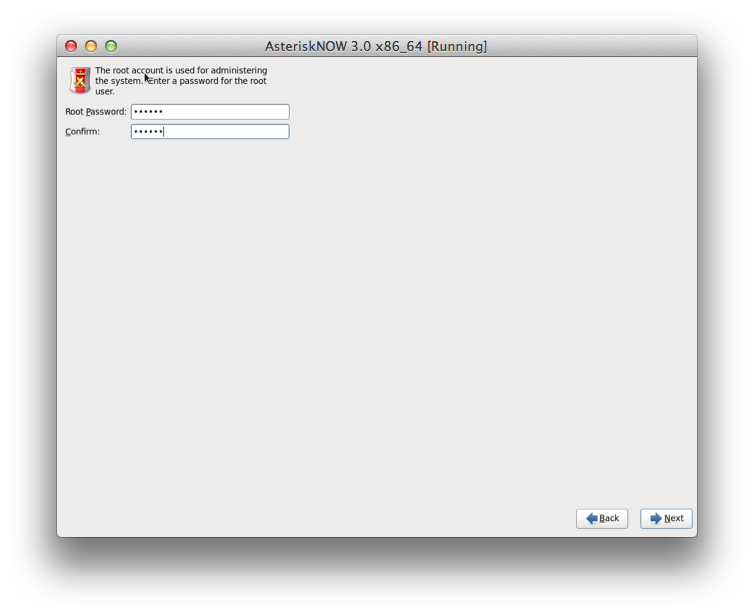 AsteriskNOW 3.0 x86_64 [Running]
The root account is used for administering
the system. Enter a password for the root
user.
Root Password: ••••••
Confirm: ••••••
Back
Next